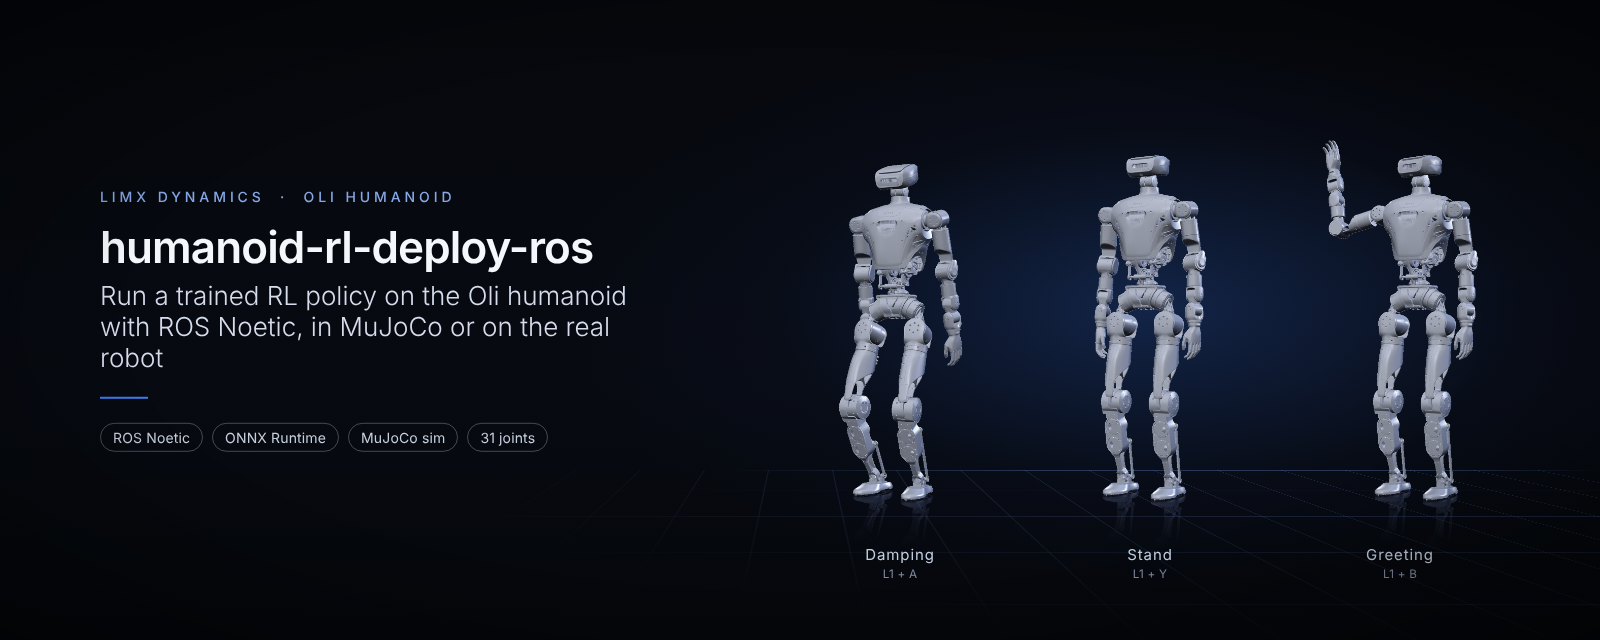 LIMX DYNAMICS · OLI HUMANOID
humanoid-rl-deploy-ros
Run a trained RL policy on the Oli humanoid
with ROS Noetic, in MuJoCo or on the real
robot
ROS Noetic
ONNX Runtime
MuJoCo sim
31 joints
Damping
L1 + A
Stand
L1 + Y
Greeting
L1 + B